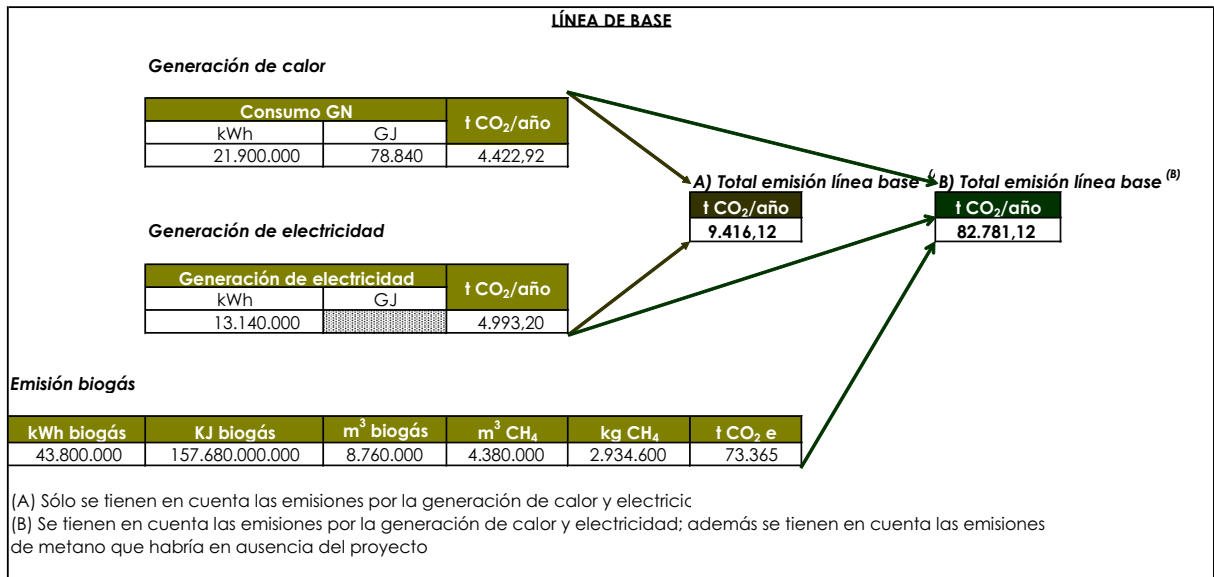 LÍNEA DE BASE
Generación de calor
Consumo GN
t CO₂/año
kWh
GJ
21.900.000
78.840
4.422,92
A) Total emisión línea base (
B) Total emisión línea base (B)
t CO₂/año
t CO₂/año
9.416,12
82.781,12
Generación de electricidad
Generación de electricidad
t CO₂/año
kWh
GJ
13.140.000
4.993,20
Emisión biogás
kWh biogás
KJ biogás
m³ biogás
m³ CH₄
kg CH₄
t CO₂ e
43.800.000
157.680.000.000
8.760.000
4.380.000
2.934.600
73.365
(A) Sólo se tienen en cuenta las emisiones por la generación de calor y electricic
(B) Se tienen en cuenta las emisiones por la generación de calor y electricidad; además se tienen en cuenta las emisiones
de metano que habría en ausencia del proyecto